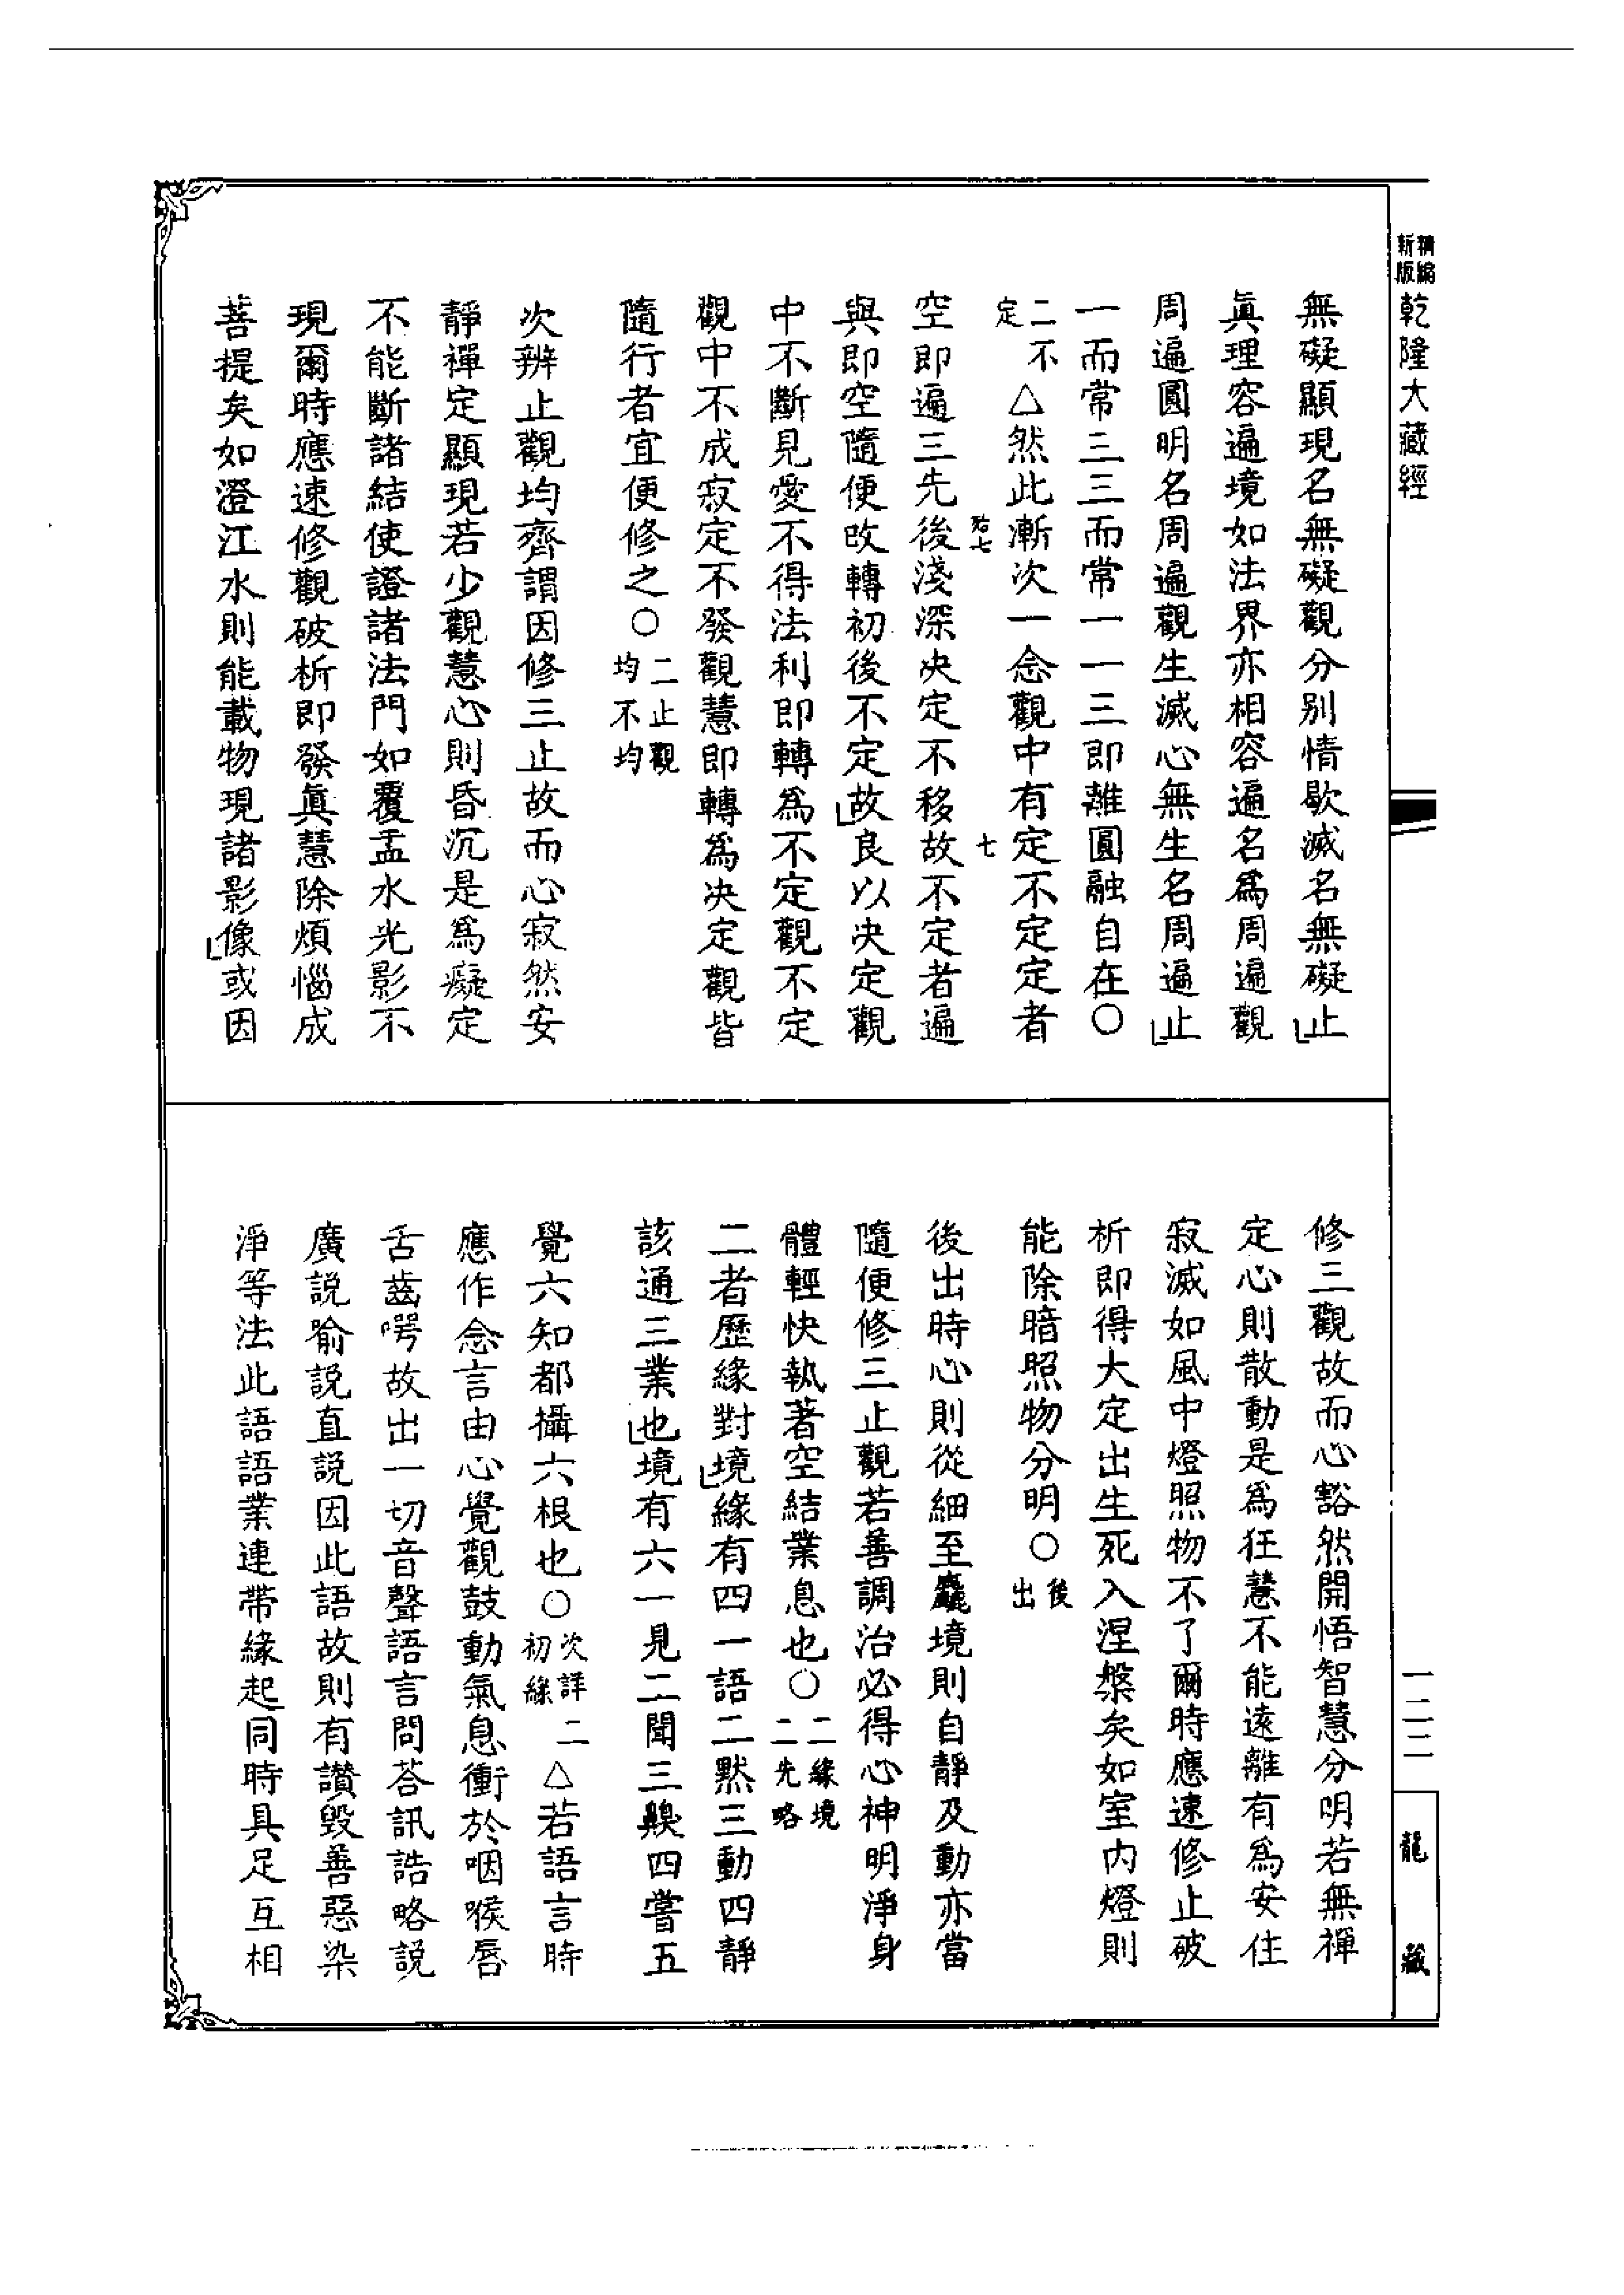 精編
新版
乾隆大藏經
無礙顯現名無礙觀分別情歇滅名無礙止
真理容遍境如法界亦相容遍名為周遍觀
周遍圓明名周遍觀生滅心無生名周遍止
一而常三三而常一一三即離圓融自在○
二不
定
△然此漸次一念觀中有定不定定者
七
空即遍三先後淺深決定不移故不定者遍
與即空隨便改轉初後不定故良以決定觀
中不斷見愛不得法利即轉為不定觀不定
觀中不成寂定不發觀慧即轉為決定觀皆
隨行者宜便修之○
二止觀
均不均
次辨止觀均齊謂因修三止故而心寂然安
靜禪定顯現若少觀慧心則昏沉是為癡定
不能斷諸結使證諸法門如覆盂水光影不
現爾時應速修觀破析即發真慧除煩惱成
菩提矣如澄江水則能載物現諸影像或因
修三觀故而心豁然開悟智慧分明若無禪
定心則散動是為狂慧不能遠離有為安住
寂滅如風中燈照物不了爾時應速修止破
析即得大定出生死入涅槃矣如室內燈則
能除暗照物分明○
後
出
後出時心則從細至麤境則自靜及動亦當
隨便修三止觀若善調治必得心神明淨身
體輕快執著空結業息也○
二緣境
二先略
二者歷緣對境緣有四一語二默三動四靜
該通三業也境有六一見二聞三齅四嘗五
覺六知都攝六根也○
次詳二
初緣
△若語言時
應作念言由心覺觀鼓動氣息衝於咽喉唇
舌齒咢故出一切音聲語言問荅訊誥略說
廣說喻說直說因此語故則有讚毀善惡染
淨等法此語語業連帶緣起同時具足互相
一二二
龍藏